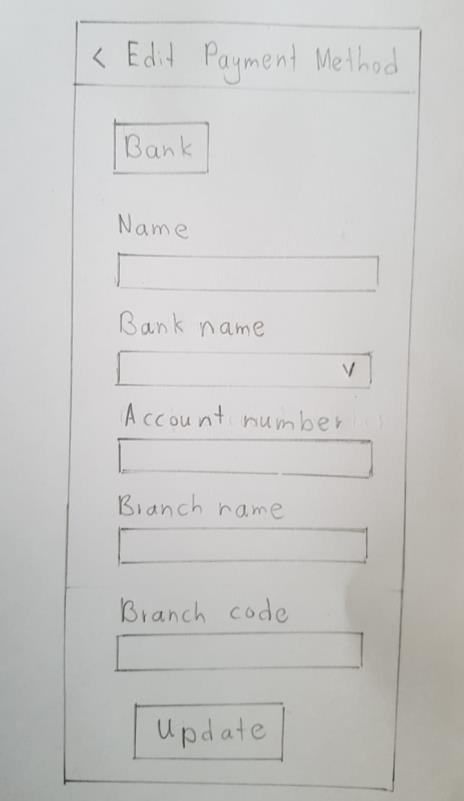 < Edit Payment Method
Bank
Name
Bank name
v
Account number
Branch name
Branch code
Update